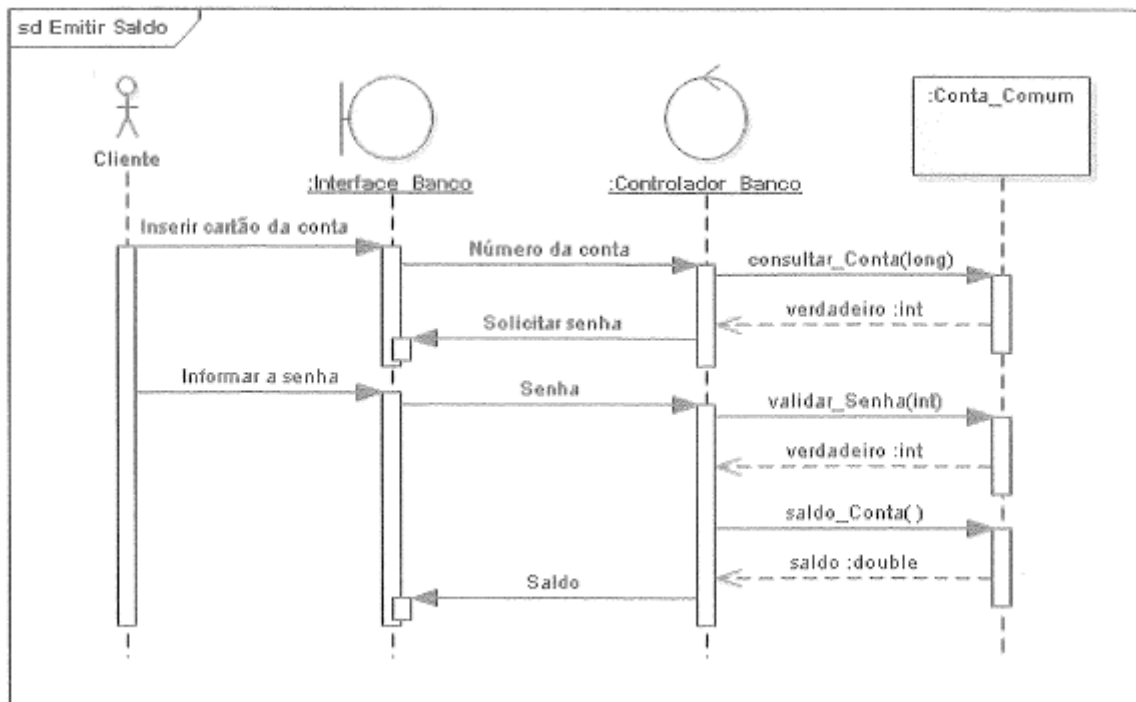 sd Emitir Saldo
:Conta_Comum
Cliente
:Interface_Banco
:Controlador_Banco
Inserir cartão da conta
Número da conta
consultar_Conta(long)
verdadeiro :int
Solicitar senha
Informar a senha
Senha
validar_Senha(int)
verdadeiro :int
saldo_Conta( )
saldo :double
Saldo